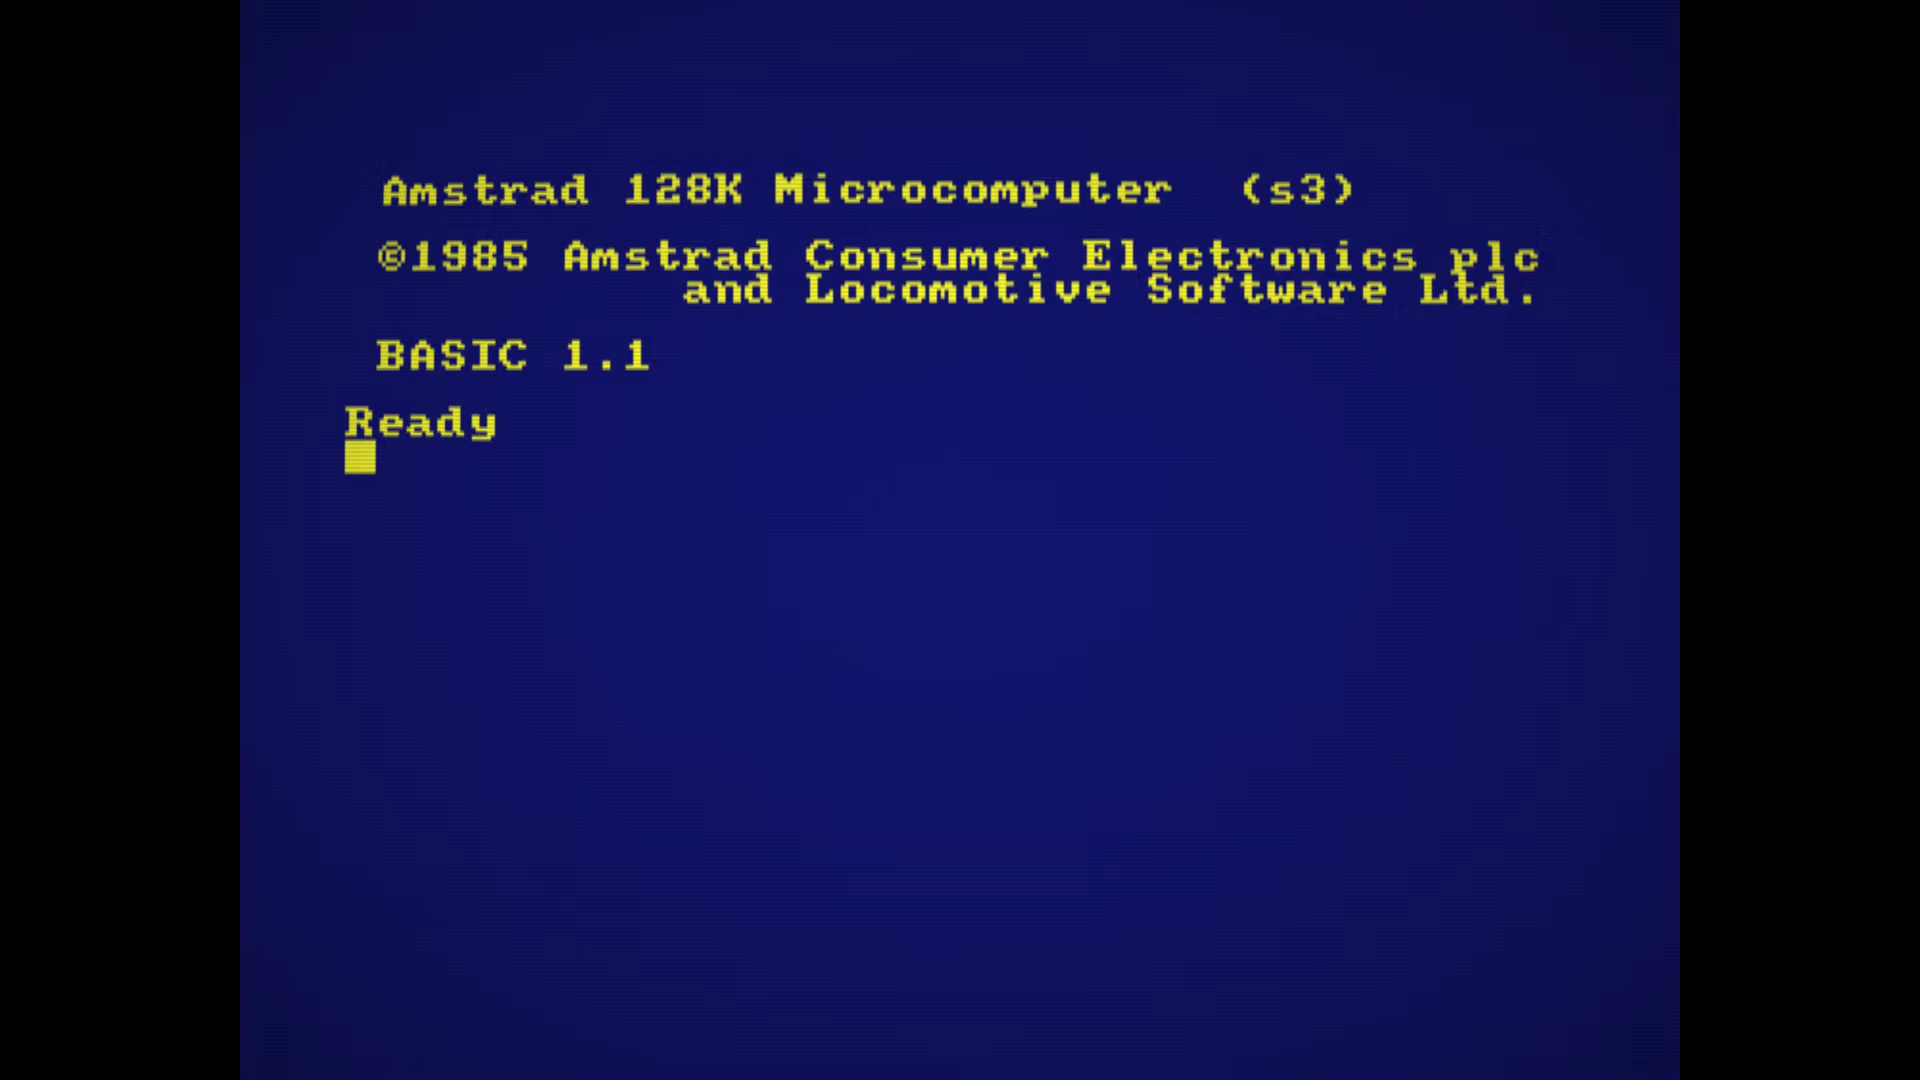 Amstrad 128K Microcomputer  (s3)
©1985 Amstrad Consumer Electronics plc
and Locomotive Software Ltd.
BASIC 1.1
Ready